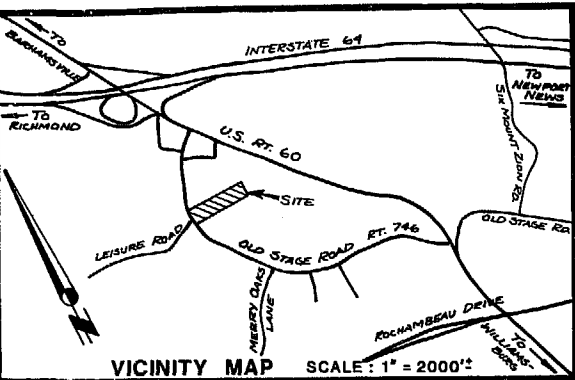 TO
BARHAMSVILLE
INTERSTATE 64
TO
NEWPORT
NEWS
TO
RICHMOND
U.S. RT. 60
SIX MOUNT ZION RD.
SITE
OLD STAGE RD.
LEISURE ROAD
OLD STAGE ROAD RT. 746
MERRY OAKS
LANE
ROCHAMBEAU DRIVE
TO
WILLIAMS-
BURG
N
VICINITY MAP SCALE : 1" = 2000'±